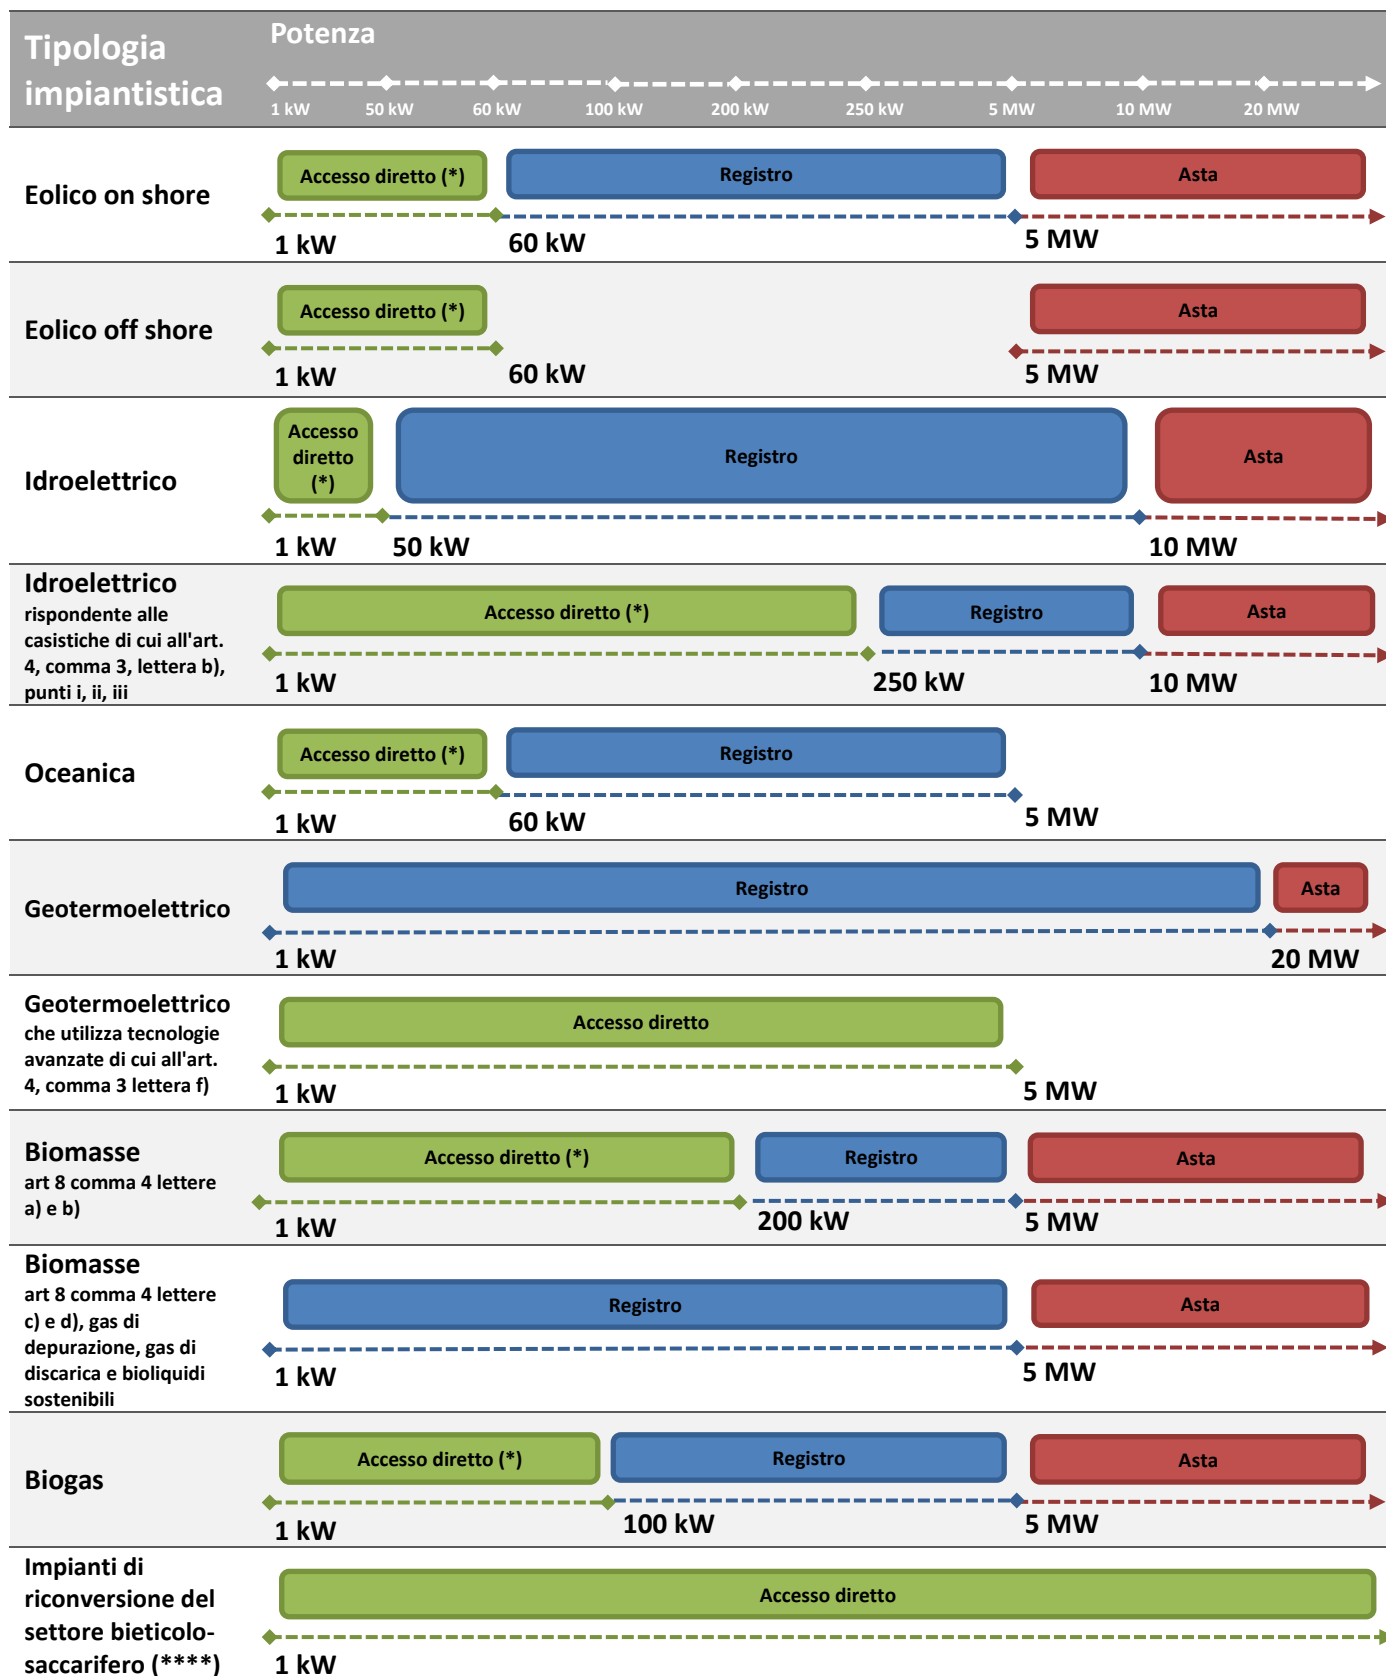 Tipologia
impiantistica
Potenza
1 kW 50 kW 60 kW 100 kW 200 kW 250 kW 5 MW 10 MW 20 MW
Eolico on shore
Accesso diretto (*) Registro Asta
1 kW 60 kW 5 MW
Eolico off shore
Accesso diretto (*) Asta
1 kW 60 kW 5 MW
Idroelettrico
Accesso
diretto
(*)
Registro Asta
1 kW 50 kW 10 MW
Idroelettrico
rispondente alle
casistiche di cui all'art.
4, comma 3, lettera b),
punti i, ii, iii
Accesso diretto (*) Registro Asta
1 kW 250 kW 10 MW
Oceanica
Accesso diretto (*) Registro
1 kW 60 kW 5 MW
Geotermoelettrico
Registro Asta
1 kW 20 MW
Geotermoelettrico
che utilizza tecnologie
avanzate di cui all'art.
4, comma 3 lettera f)
Accesso diretto
1 kW 5 MW
Biomasse
art 8 comma 4 lettere
a) e b)
Accesso diretto (*) Registro Asta
1 kW 200 kW 5 MW
Biomasse
art 8 comma 4 lettere
c) e d), gas di
depurazione, gas di
discarica e bioliquidi
sostenibili
Registro Asta
1 kW 5 MW
Biogas
Accesso diretto (*) Registro Asta
1 kW 100 kW 5 MW
Impianti di
riconversione del
settore bieticolo-
saccarifero (****)
Accesso diretto
1 kW